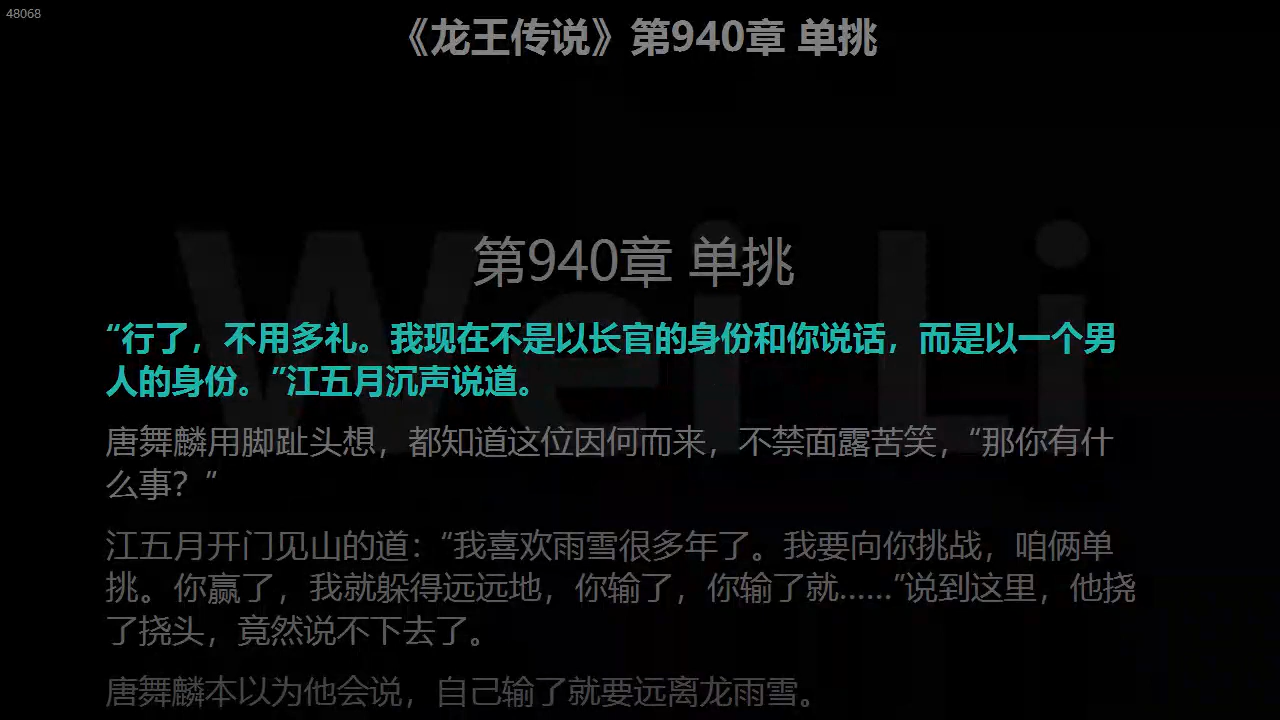 48068
《龙王传说》第940章 单挑
Wei Li
第940章 单挑
“行了，不用多礼。我现在不是以长官的身份和你说话，而是以一个男
人的身份。”江五月沉声说道。
唐舞麟用脚趾头想，都知道这位因何而来，不禁面露苦笑，“那你有什
么事？“
江五月开门见山的道：“我喜欢雨雪很多年了。我要向你挑战，咱俩单
挑。你赢了，我就躲得远远地，你输了，你输了就……”说到这里，他挠
了挠头，竟然说不下去了。
唐舞麟本以为他会说，自己输了就要远离龙雨雪。